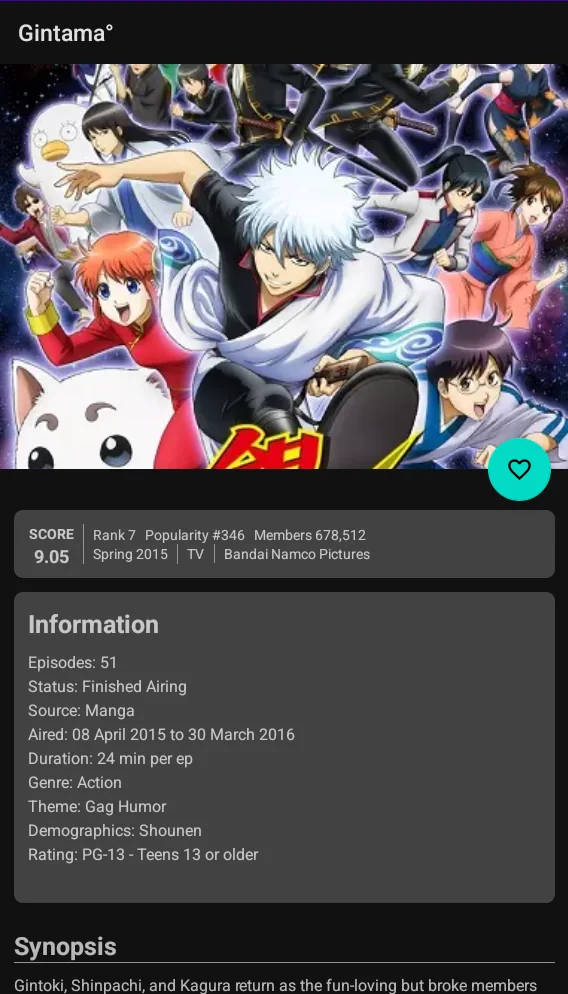 Gintama°
銀
SCORE
9.05
Rank 7 Popularity #346 Members 678,512
Spring 2015 | TV | Bandai Namco Pictures
Information
Episodes: 51
Status: Finished Airing
Source: Manga
Aired: 08 April 2015 to 30 March 2016
Duration: 24 min per ep
Genre: Action
Theme: Gag Humor
Demographics: Shounen
Rating: PG-13 - Teens 13 or older
Synopsis
Gintoki, Shinpachi, and Kagura return as the fun-loving but broke members